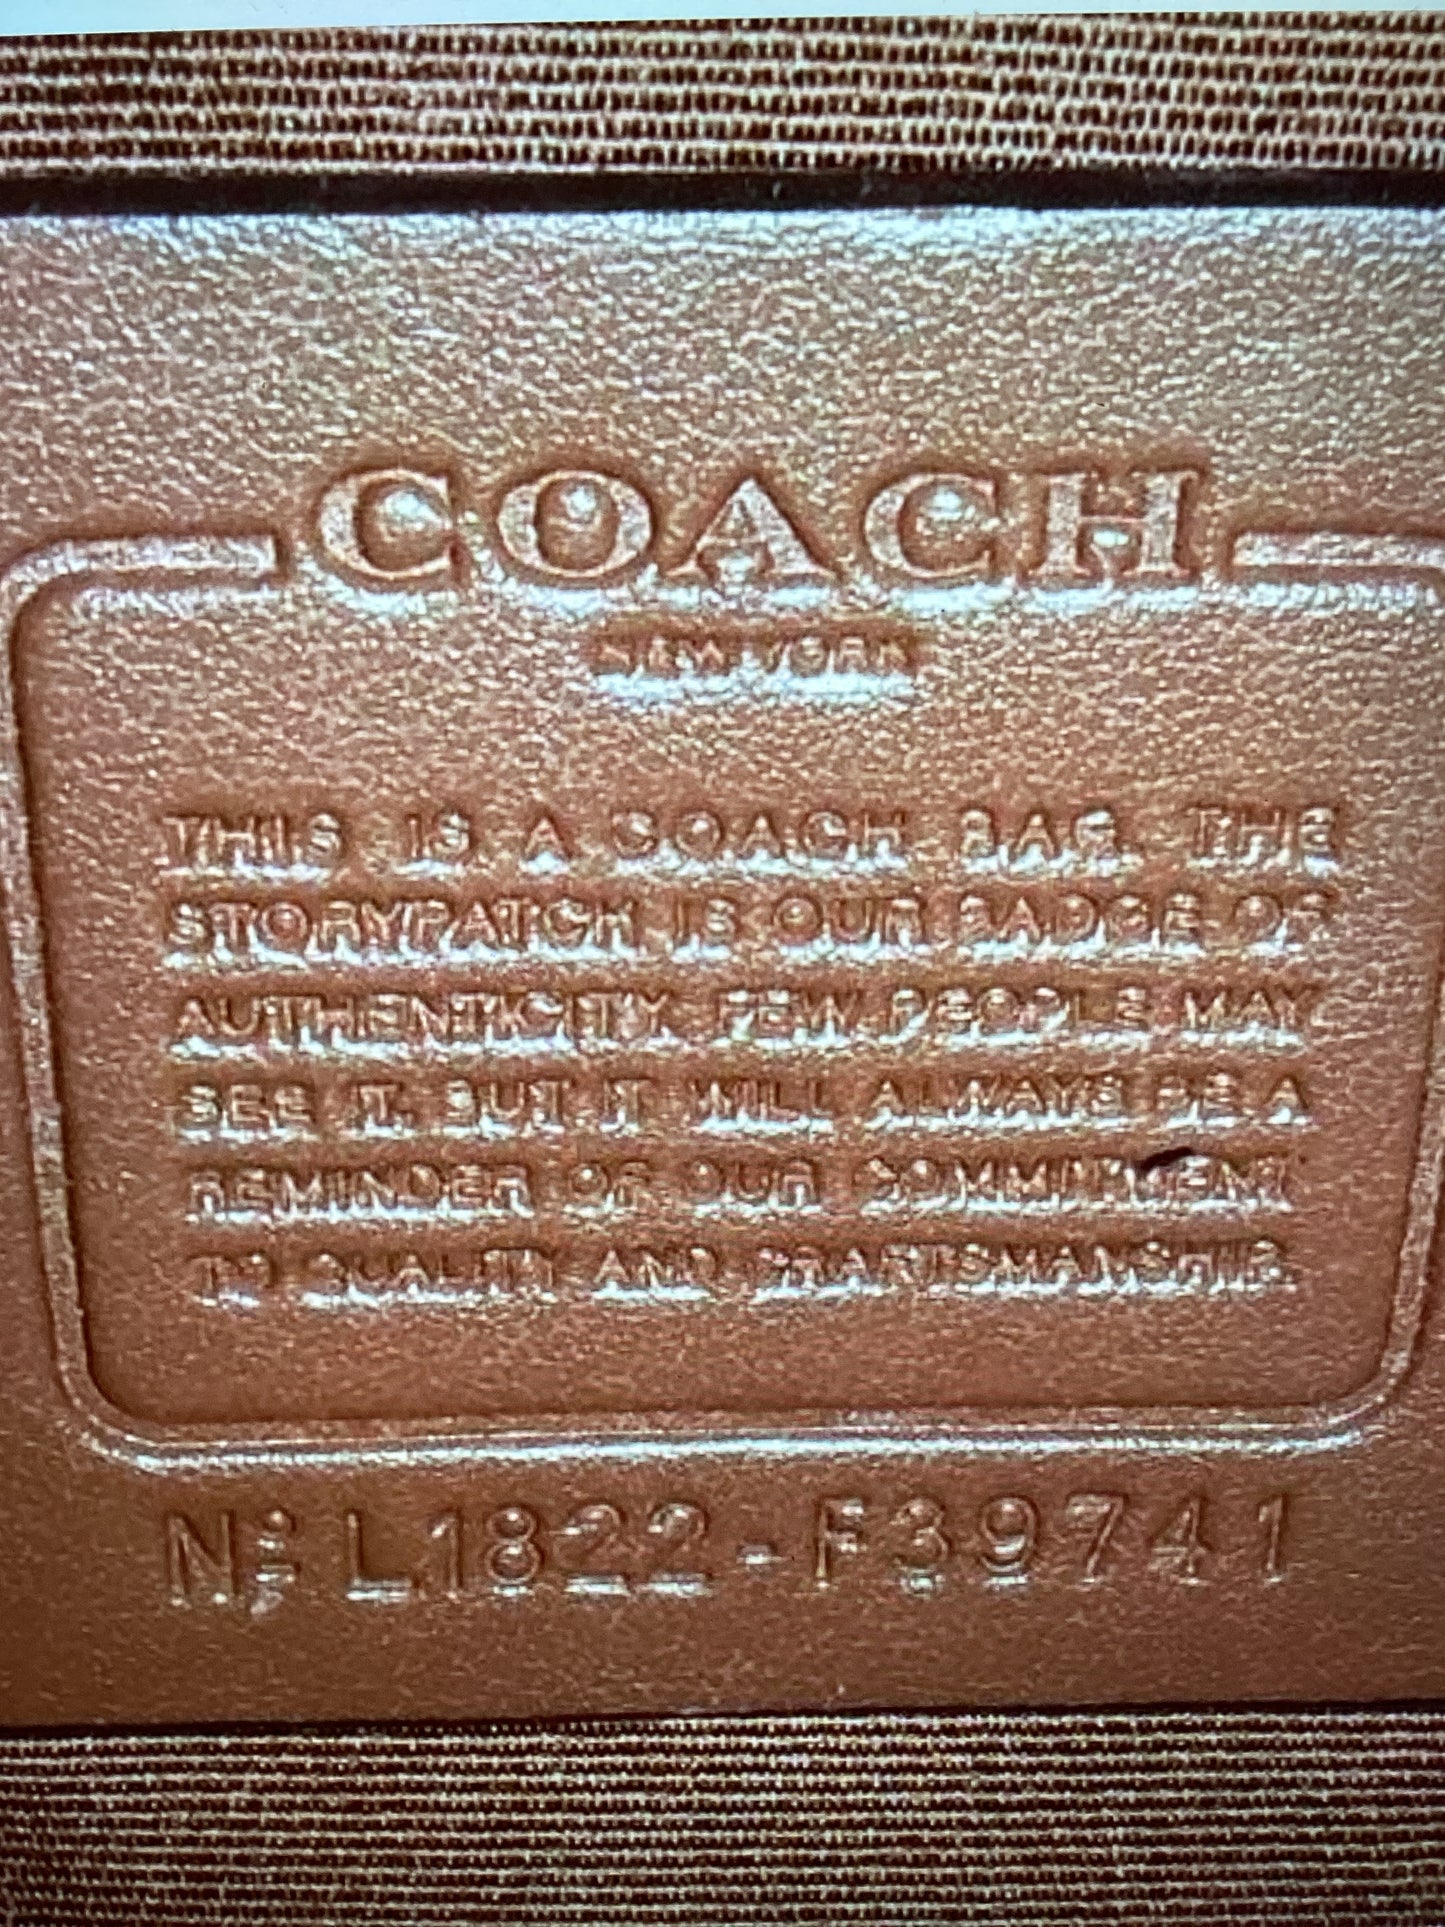 COACH
NEW YORK
THIS IS A COACH BAG. THE
STORYPATCH IS OUR BADGE OF
AUTHENTICITY. FEW PEOPLE MAY
SEE IT, BUT IT WILL ALWAYS BE A
REMINDER OF OUR COMMITMENT
TO QUALITY AND CRAFTSMANSHIP.
Nº L1822-F39741